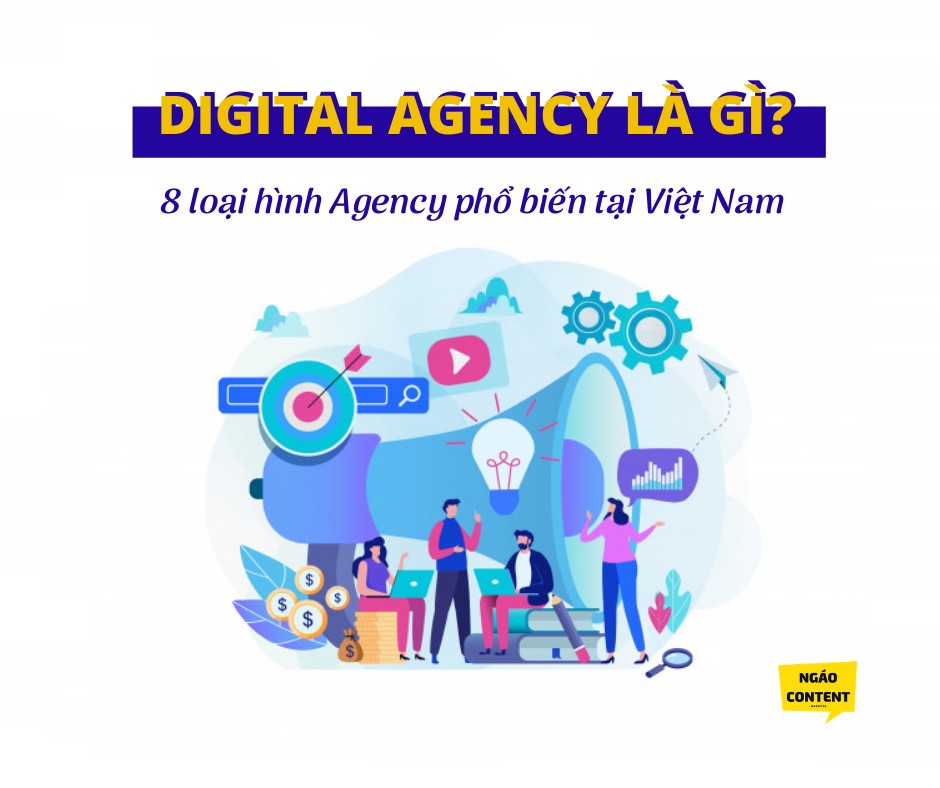 DIGITAL AGENCY LÀ GÌ?
8 loại hình Agency phổ biến tại Việt Nam
$
$
$
$
$
NGÁO
CONTENT